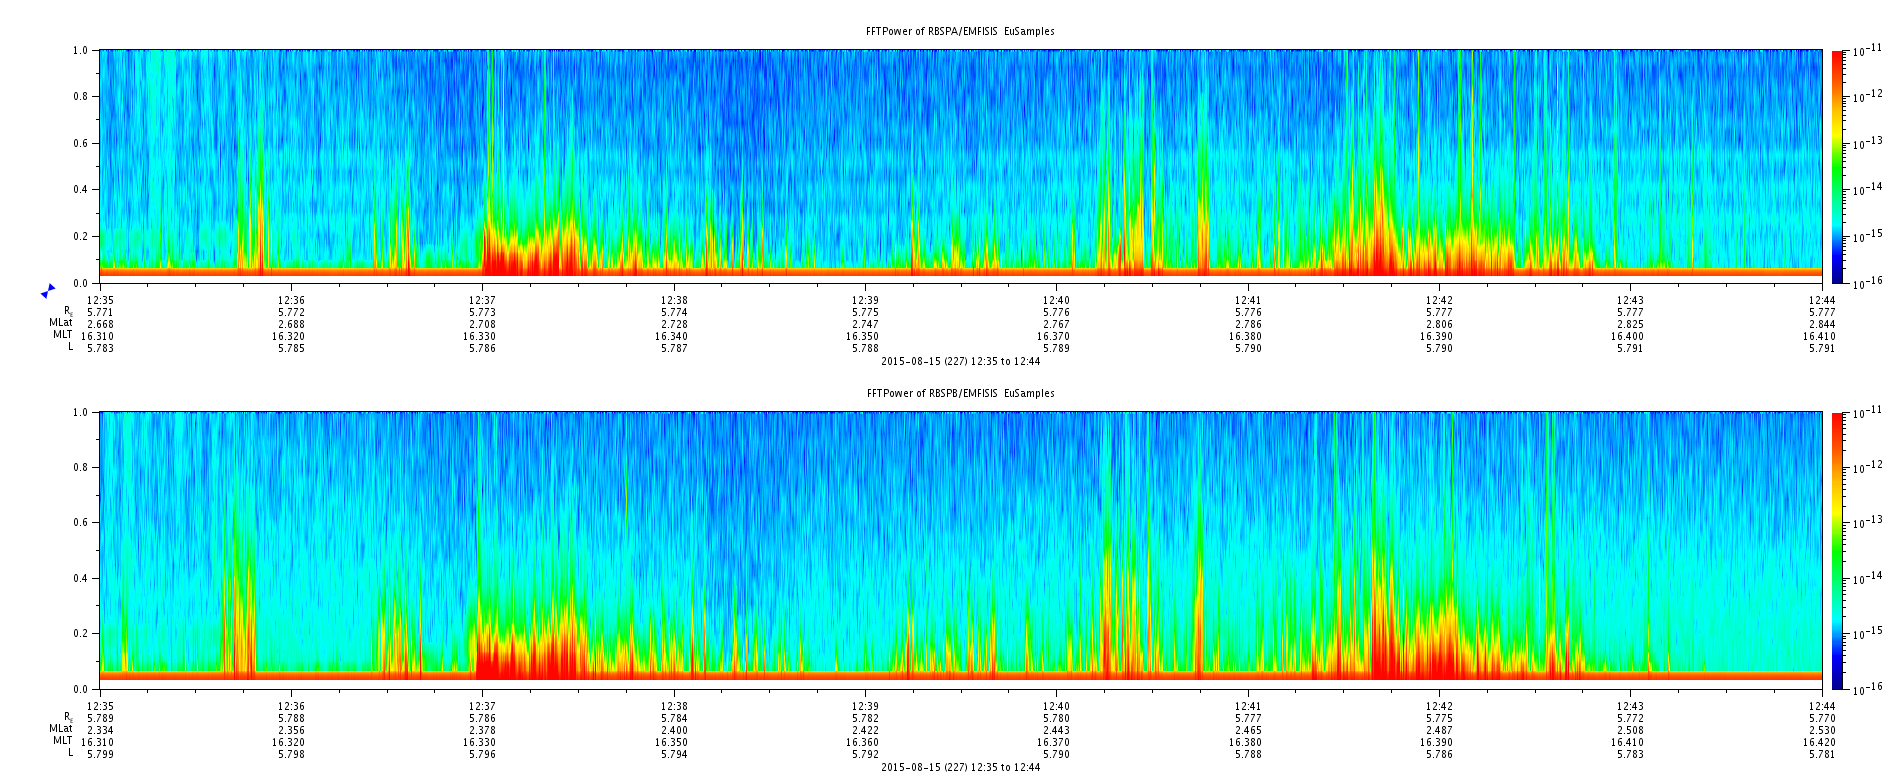 FFTPower of RBSPA/EMFISIS EuSamples
1.0
0.8
0.6
0.4
0.2
0.0
10-11
10-12
10-13
10-14
10-15
10-16
12:35 12:36 12:37 12:38 12:39 12:40 12:41 12:42 12:43 12:44
RE 5.771 5.772 5.773 5.774 5.775 5.776 5.776 5.777 5.777 5.777
MLat 2.668 2.688 2.708 2.728 2.747 2.767 2.786 2.806 2.825 2.844
MLT 16.310 16.320 16.330 16.340 16.350 16.370 16.380 16.390 16.400 16.410
L 5.783 5.785 5.786 5.787 5.788 5.789 5.790 5.790 5.791 5.791
2015-08-15 (227) 12:35 to 12:44
FFTPower of RBSPB/EMFISIS EuSamples
1.0
0.8
0.6
0.4
0.2
0.0
10-11
10-12
10-13
10-14
10-15
10-16
12:35 12:36 12:37 12:38 12:39 12:40 12:41 12:42 12:43 12:44
RE 5.789 5.788 5.786 5.784 5.782 5.780 5.777 5.775 5.772 5.770
MLat 2.334 2.356 2.378 2.400 2.422 2.443 2.465 2.487 2.508 2.530
MLT 16.310 16.320 16.330 16.350 16.360 16.370 16.380 16.390 16.410 16.420
L 5.799 5.798 5.796 5.794 5.792 5.790 5.788 5.786 5.783 5.781
2015-08-15 (227) 12:35 to 12:44